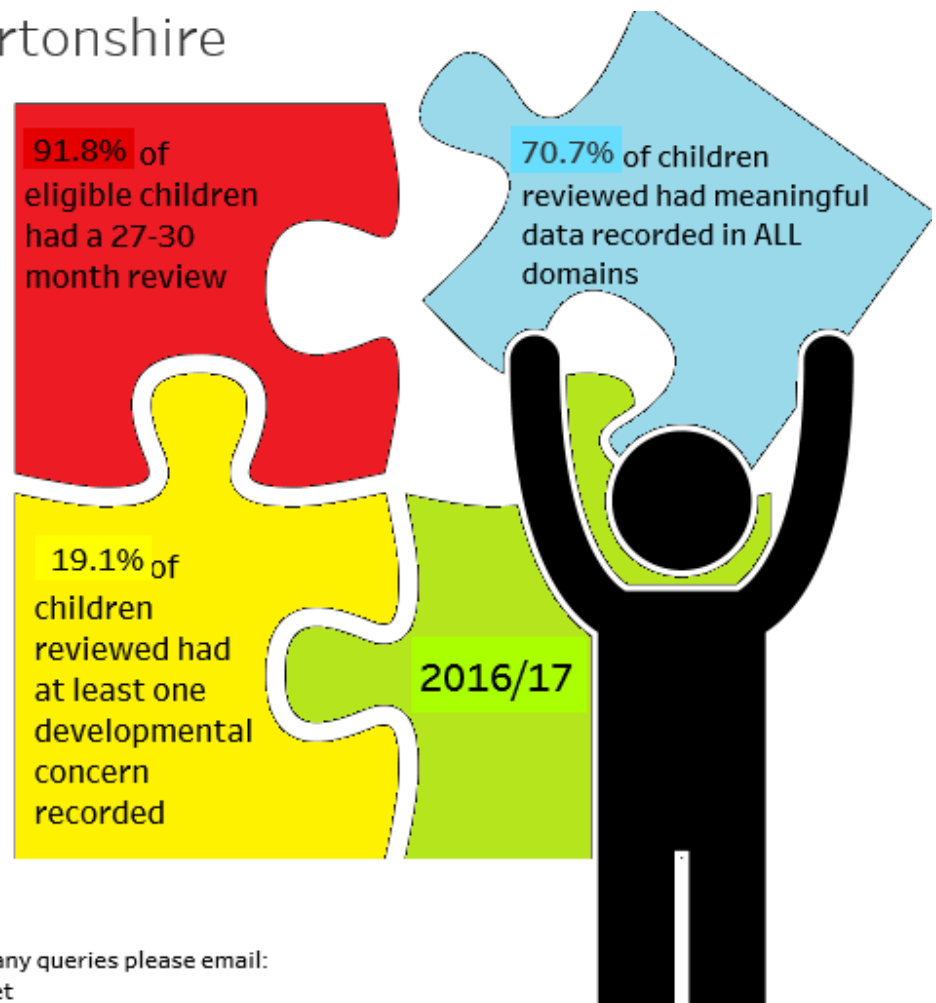 rtonshire
91.8% of
eligible children
had a 27-30
month review
70.7% of children
reviewed had meaningful
data recorded in ALL
domains
19.1% of
children
reviewed had
at least one
developmental
concern
recorded
2016/17
any queries please email:
et